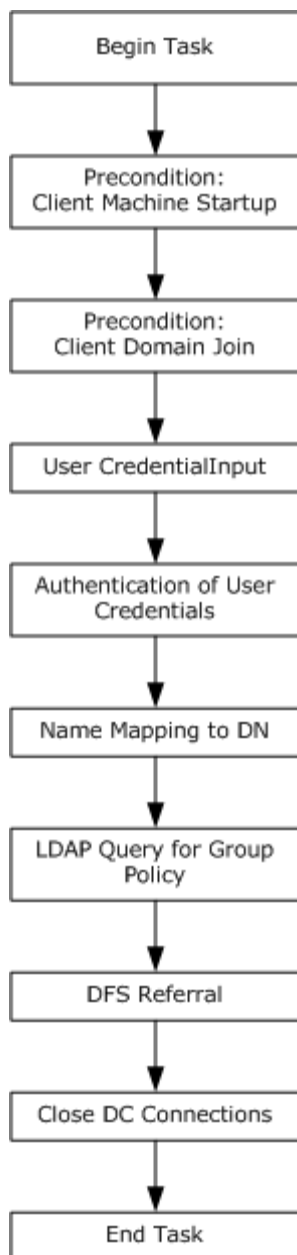 Begin Task
Precondition:
Client Machine Startup
Precondition:
Client Domain Join
User CredentialInput
Authentication of User
Credentials
Name Mapping to DN
LDAP Query for Group
Policy
DFS Referral
Close DC Connections
End Task